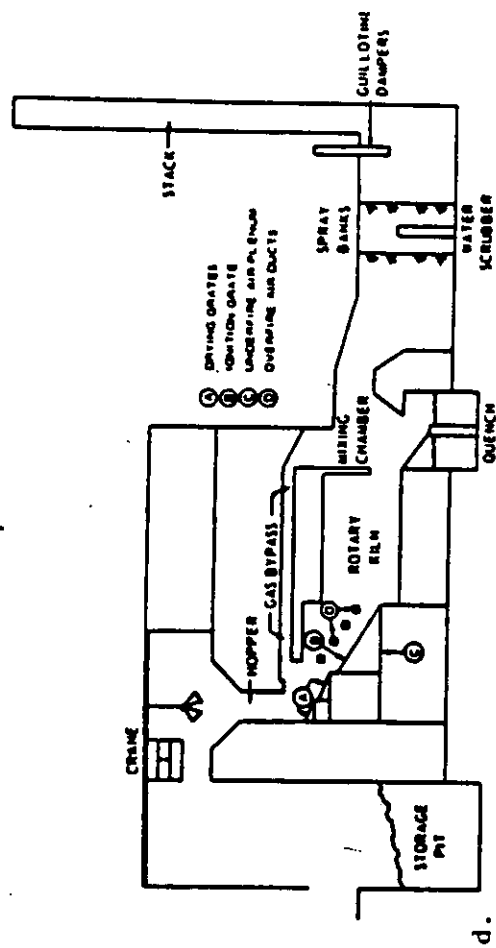 CRANE
STACK
Ⓐ DRYING GRATES
Ⓑ IGNITION GRATE
Ⓒ UNDERFIRE AIR PLENUM
Ⓓ OVERFIRE AIR DUCTS
HOPPER
GAS BYPASS
A
B
D
C
MIXING
CHAMBER
ROTARY
KILN
SPRAY
BANKS
GUILLOTINE
DAMPERS
STORAGE
PIT
QUENCH
WATER
SCRUBBER
d.